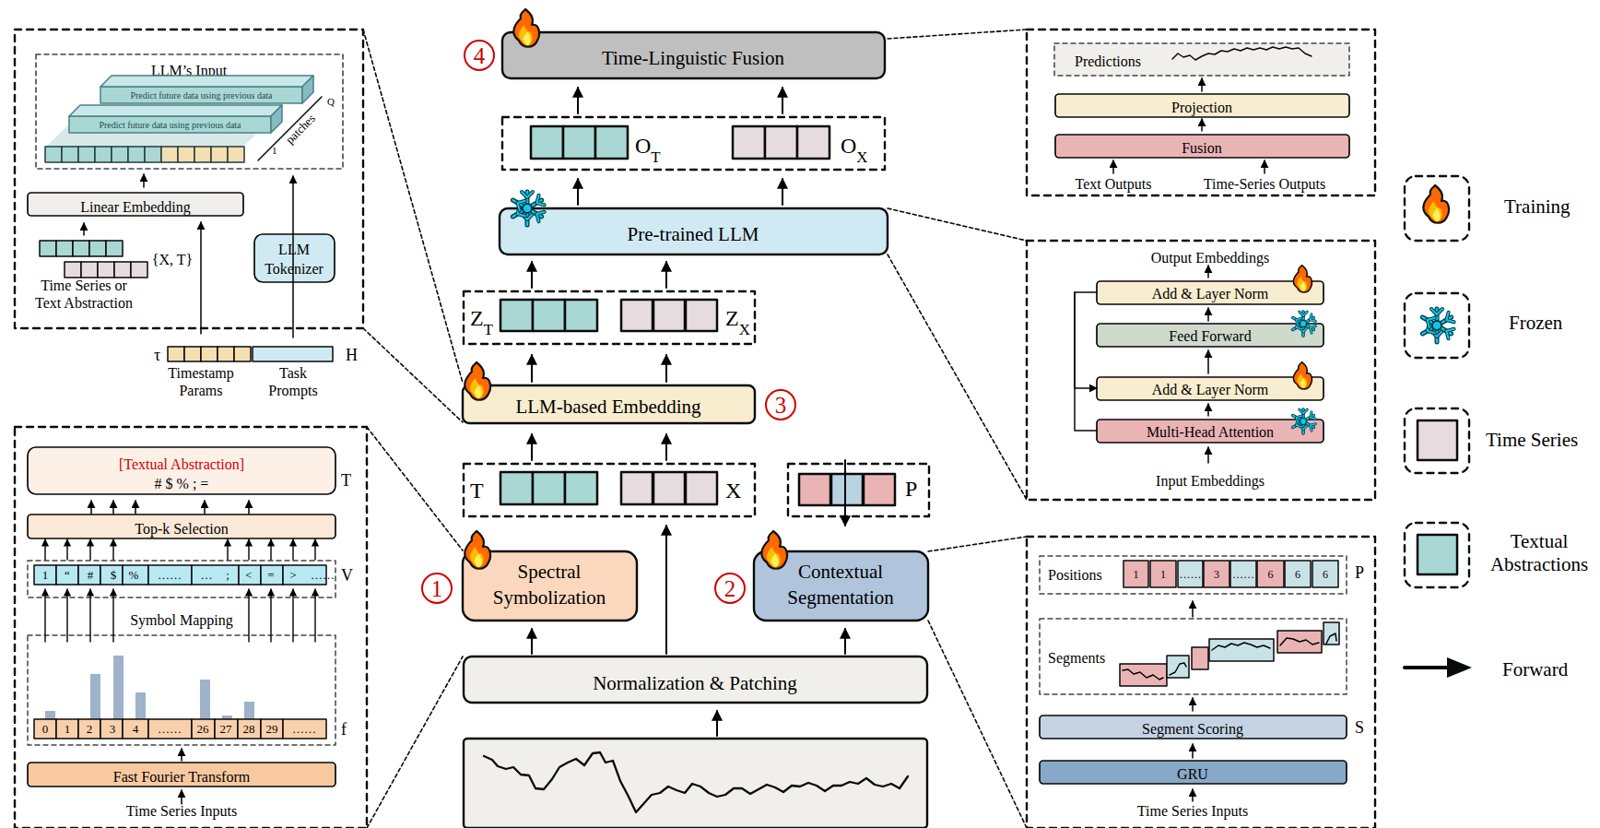 LLM's Input
Predict future data using previous data
Predict future data using previous data
Q
patches
1
Linear Embedding
{X, T}
Time Series or
Text Abstraction
LLM
Tokenizer
τ
H
Timestamp
Params
Task
Prompts
[Textual Abstraction]
# $ % ; =
T
Top-k Selection
1 “ # $ % ...... ... ; < = > ......
V
Symbol Mapping
0 1 2 3 4 ...... 26 27 28 29 ......
f
Fast Fourier Transform
Time Series Inputs
4
Time-Linguistic Fusion
OT
OX
Pre-trained LLM
ZT
ZX
LLM-based Embedding
3
T
X
P
1
Spectral
Symbolization
2
Contextual
Segmentation
Normalization & Patching
Predictions
Projection
Fusion
Text Outputs
Time-Series Outputs
Output Embeddings
Add & Layer Norm
Feed Forward
Add & Layer Norm
Multi-Head Attention
Input Embeddings
Positions
1 1 ...... 3 ...... 6 6 6
P
Segments
Segment Scoring
S
GRU
Time Series Inputs
Training
Frozen
Time Series
Textual
Abstractions
Forward